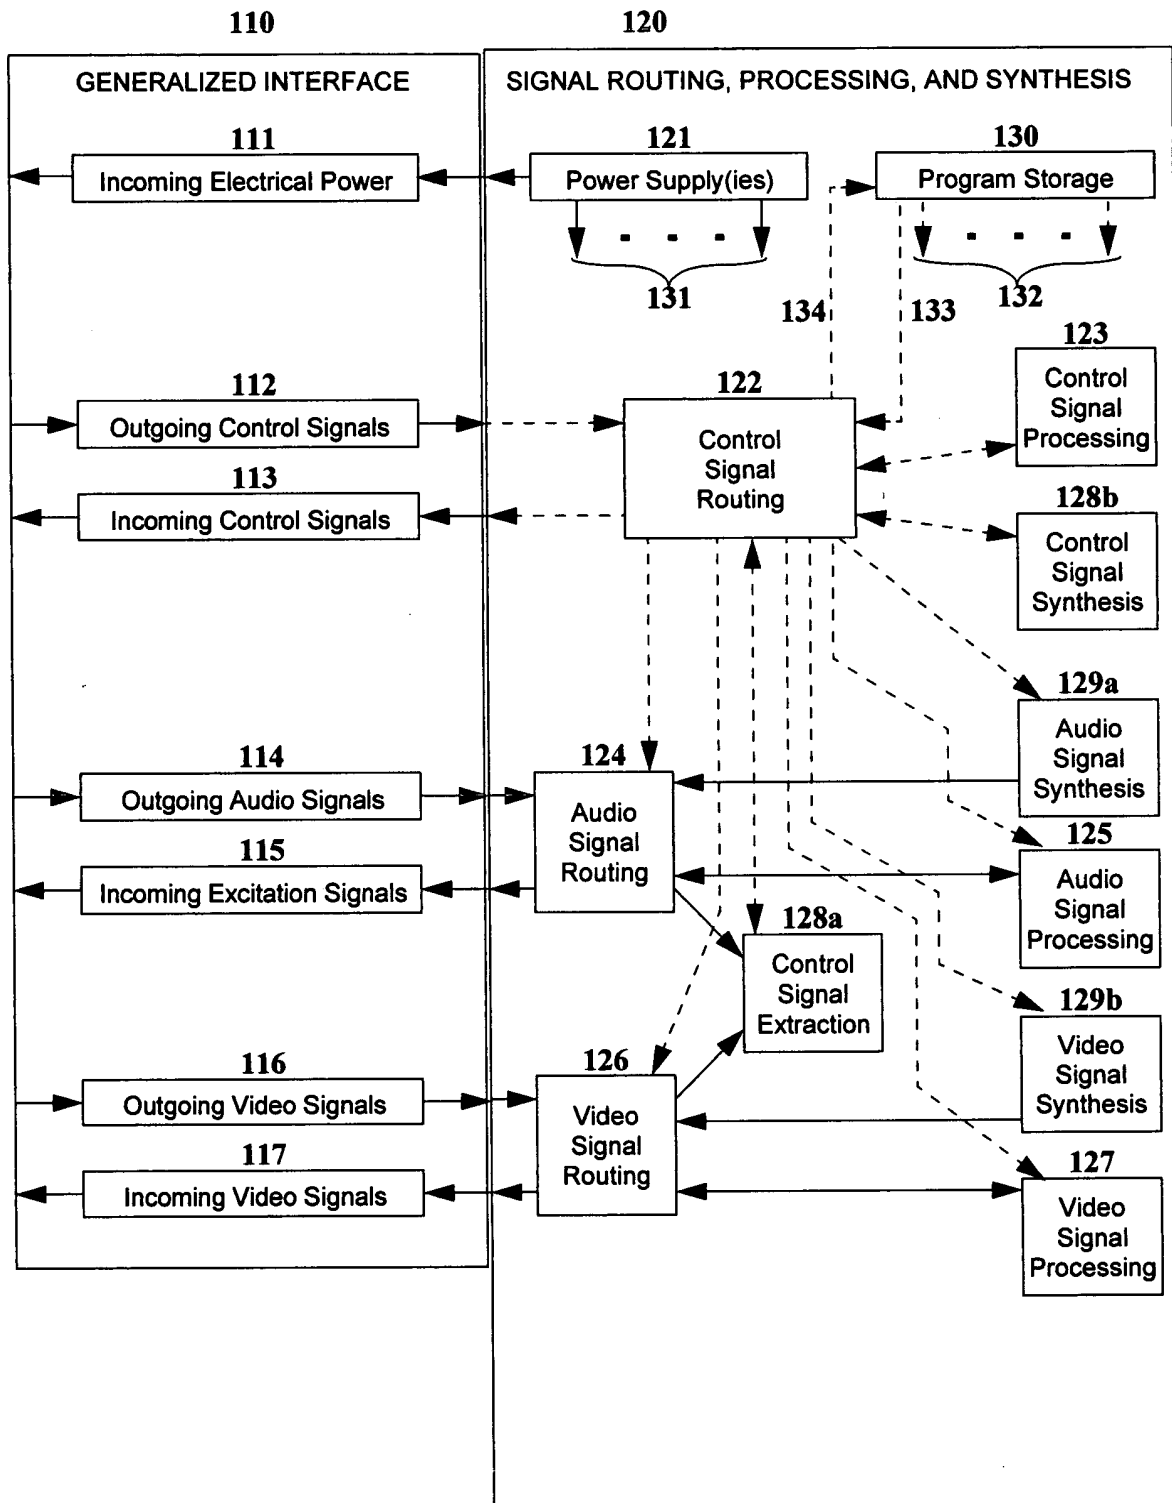 110
120
GENERALIZED INTERFACE
SIGNAL ROUTING, PROCESSING, AND SYNTHESIS
111
Incoming Electrical Power
121
Power Supply(ies)
130
Program Storage
131
134
133
132
112
Outgoing Control Signals
113
Incoming Control Signals
122
Control
Signal
Routing
123
Control
Signal
Processing
128b
Control
Signal
Synthesis
129a
Audio
Signal
Synthesis
114
Outgoing Audio Signals
115
Incoming Excitation Signals
124
Audio
Signal
Routing
125
Audio
Signal
Processing
128a
Control
Signal
Extraction
129b
Video
Signal
Synthesis
116
Outgoing Video Signals
117
Incoming Video Signals
126
Video
Signal
Routing
127
Video
Signal
Processing